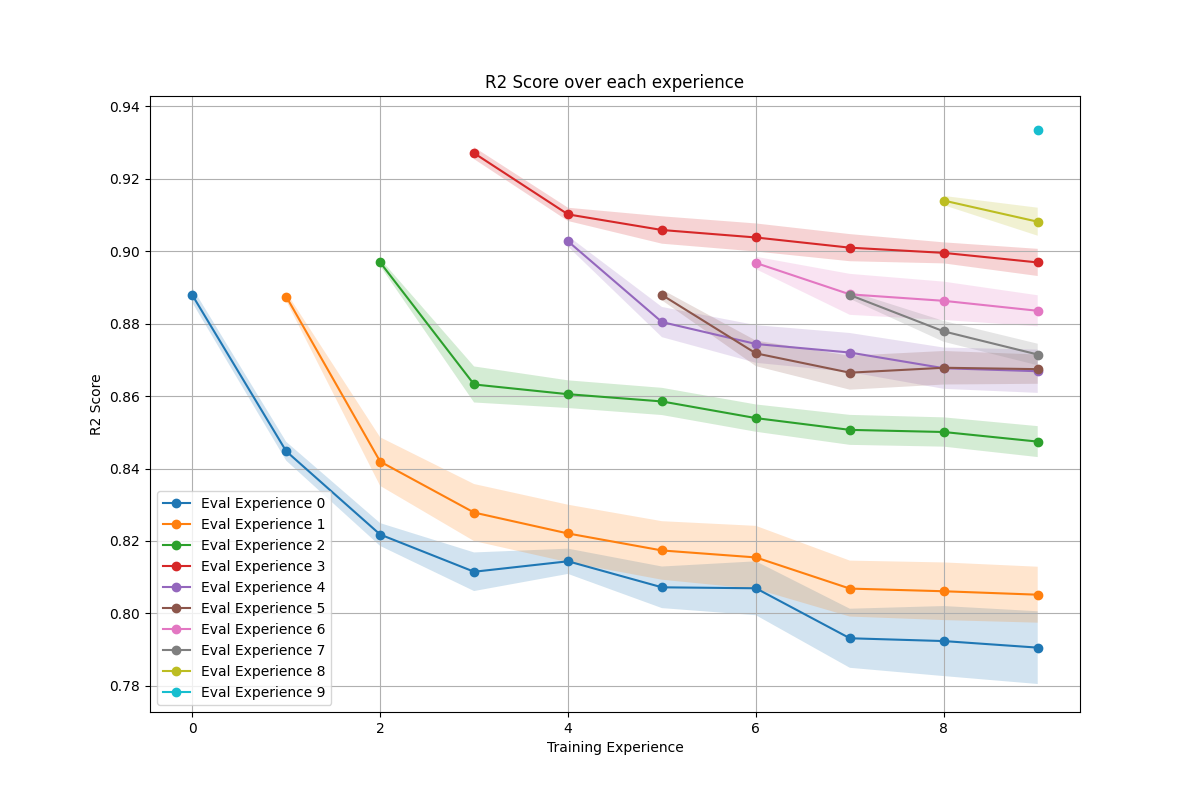 R2 Score over each experience
R2 Score
0.94
0.92
0.90
0.88
0.86
0.84
0.82
0.80
0.78
Eval Experience 0
Eval Experience 1
Eval Experience 2
Eval Experience 3
Eval Experience 4
Eval Experience 5
Eval Experience 6
Eval Experience 7
Eval Experience 8
Eval Experience 9
0 2 4 6 8
Training Experience